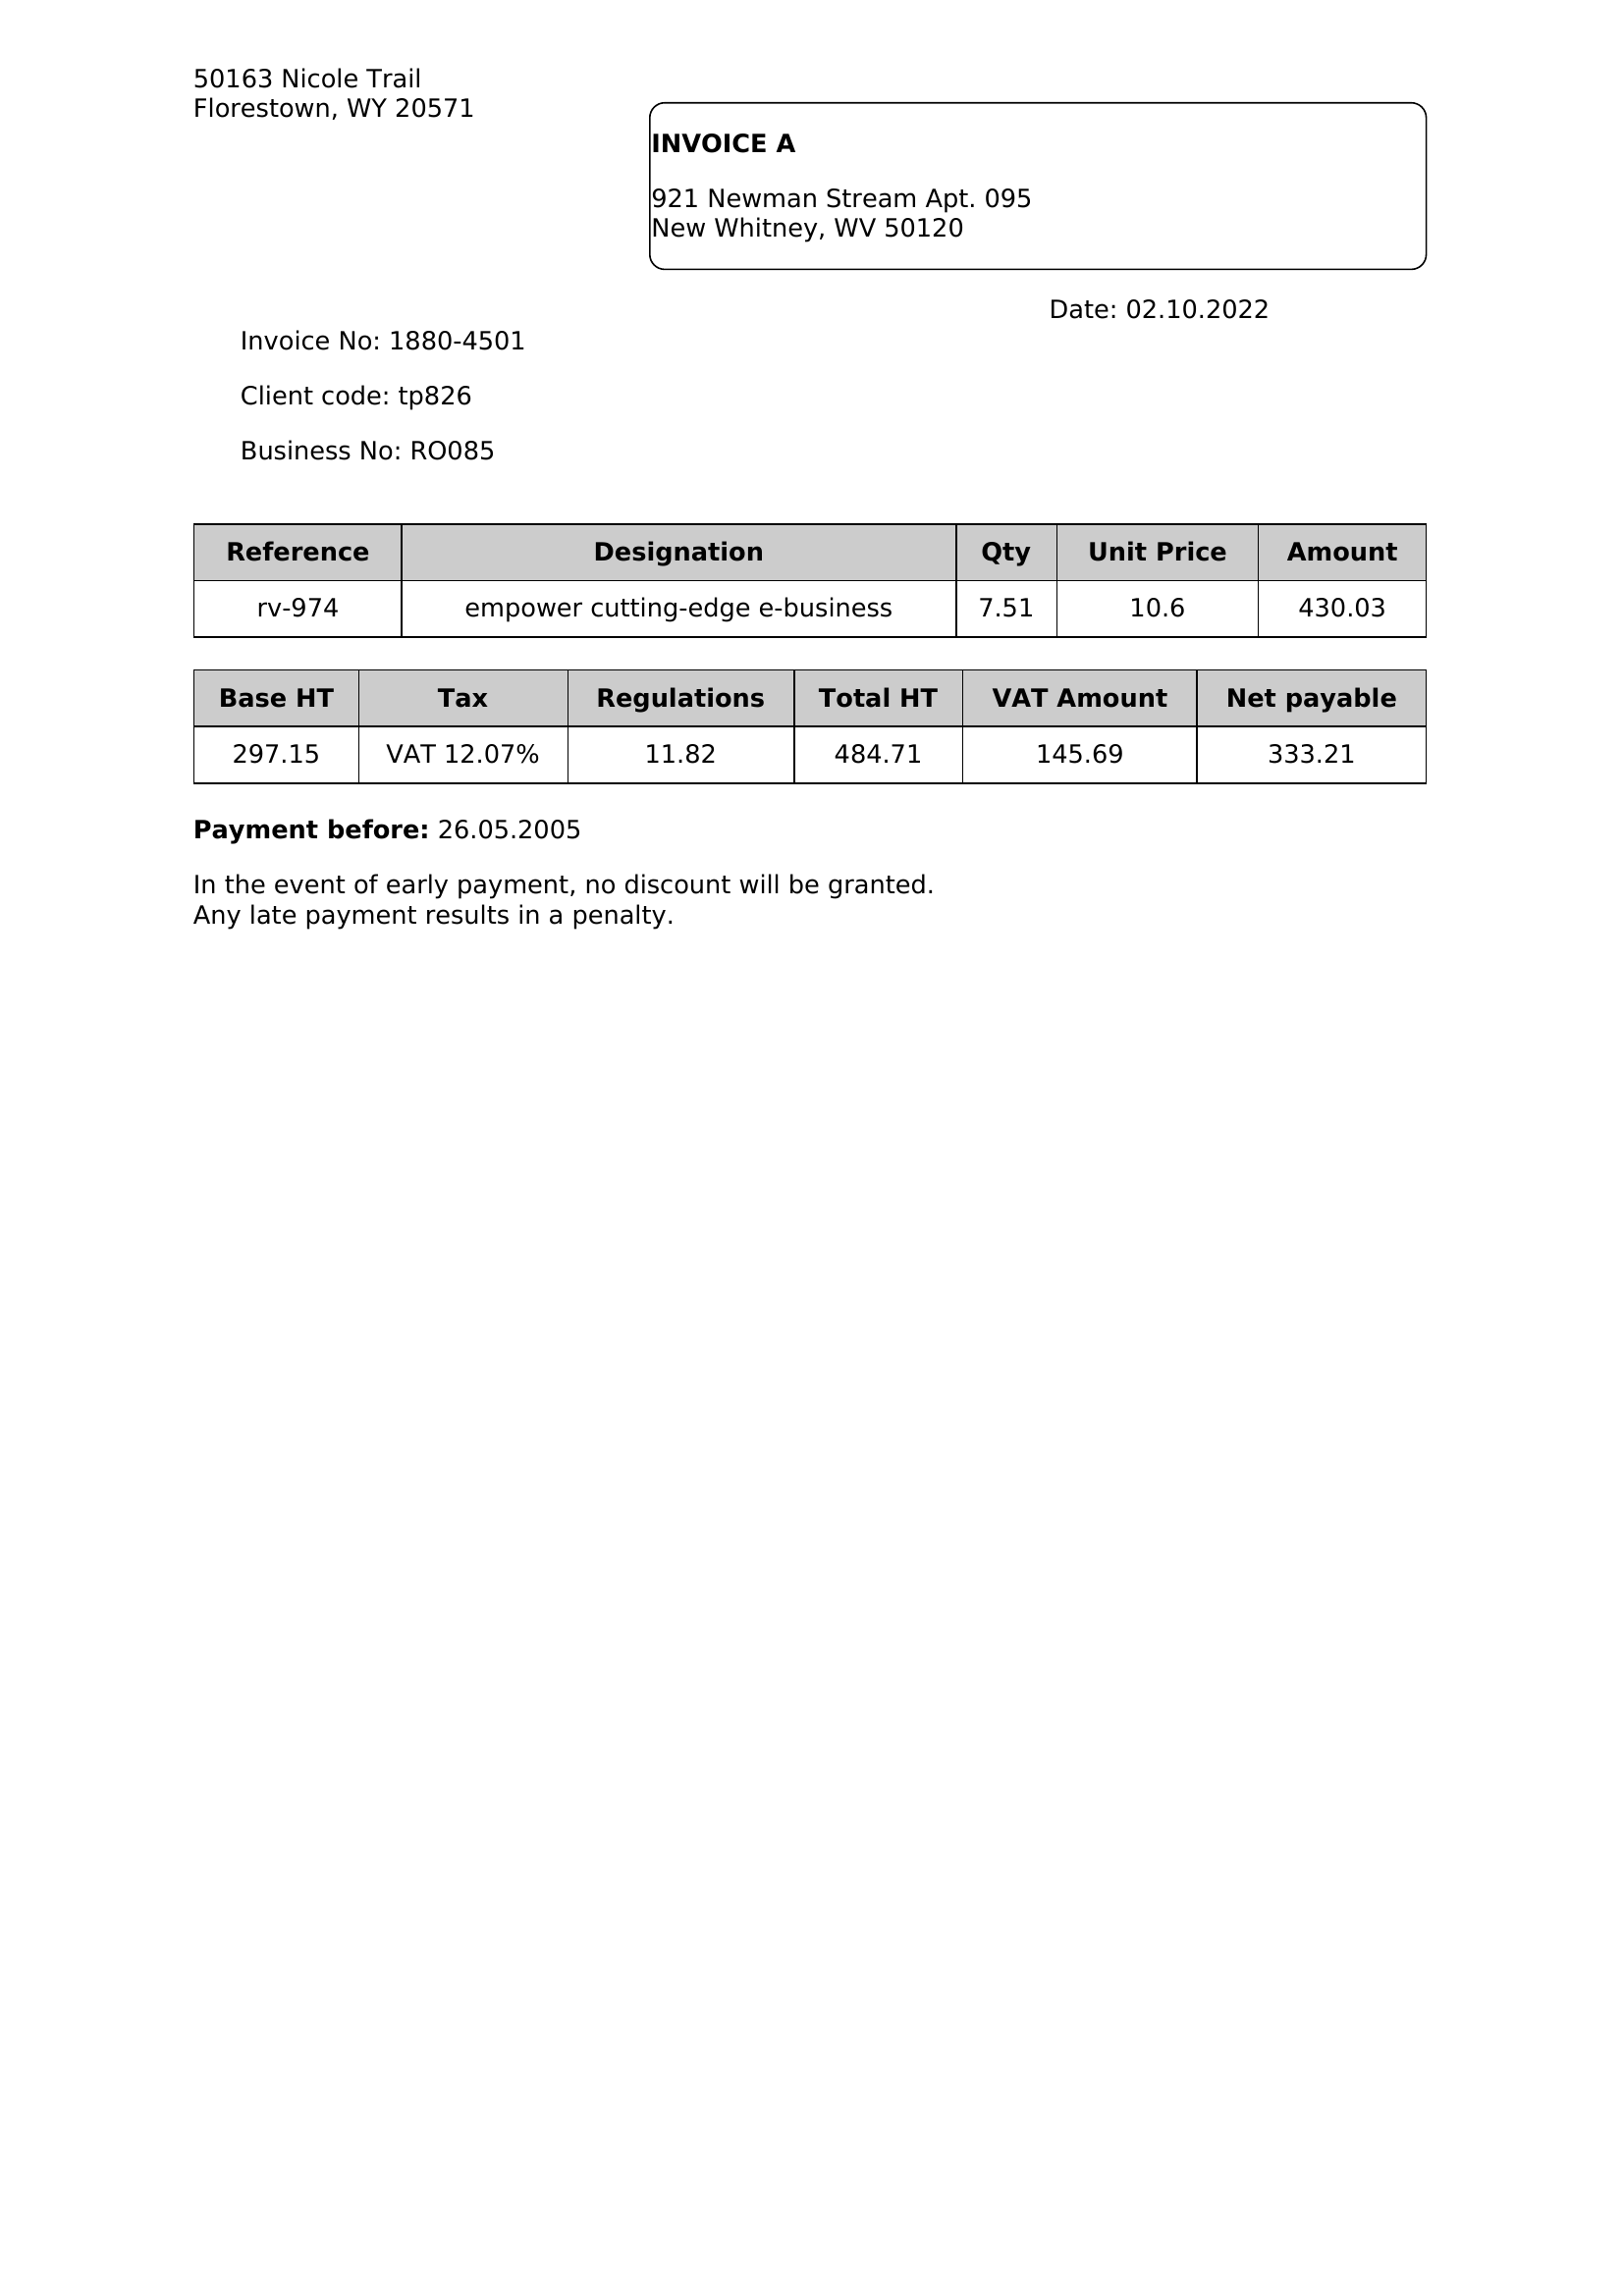 50163 Nicole Trail
Florestown, WY 20571
INVOICE A
921 Newman Stream Apt. 095
New Whitney, WV 50120
Date: 02.10.2022
Invoice No: 1880-4501
Client code: tp826
Business No: RO085
Reference Designation Qty Unit Price Amount
rv-974 empower cutting-edge e-business 7.51 10.6 430.03
Base HT Tax Regulations Total HT VAT Amount Net payable
297.15 VAT 12.07% 11.82 484.71 145.69 333.21
Payment before: 26.05.2005
In the event of early payment, no discount will be granted.
Any late payment results in a penalty.